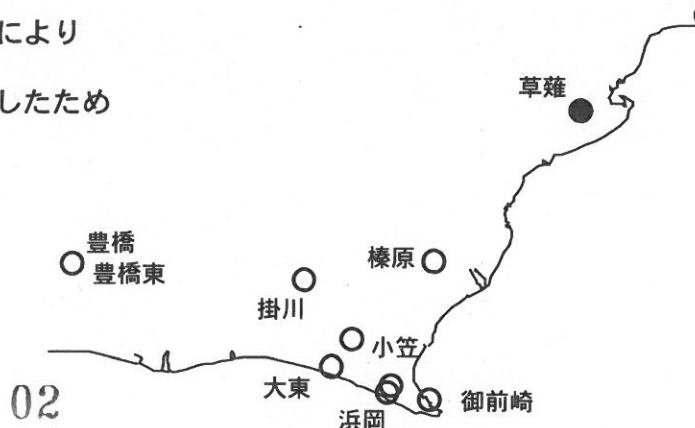 により
したため
草薙
豊橋
豊橋東
榛原
掛川
小笠
大東
浜岡
御前崎
02